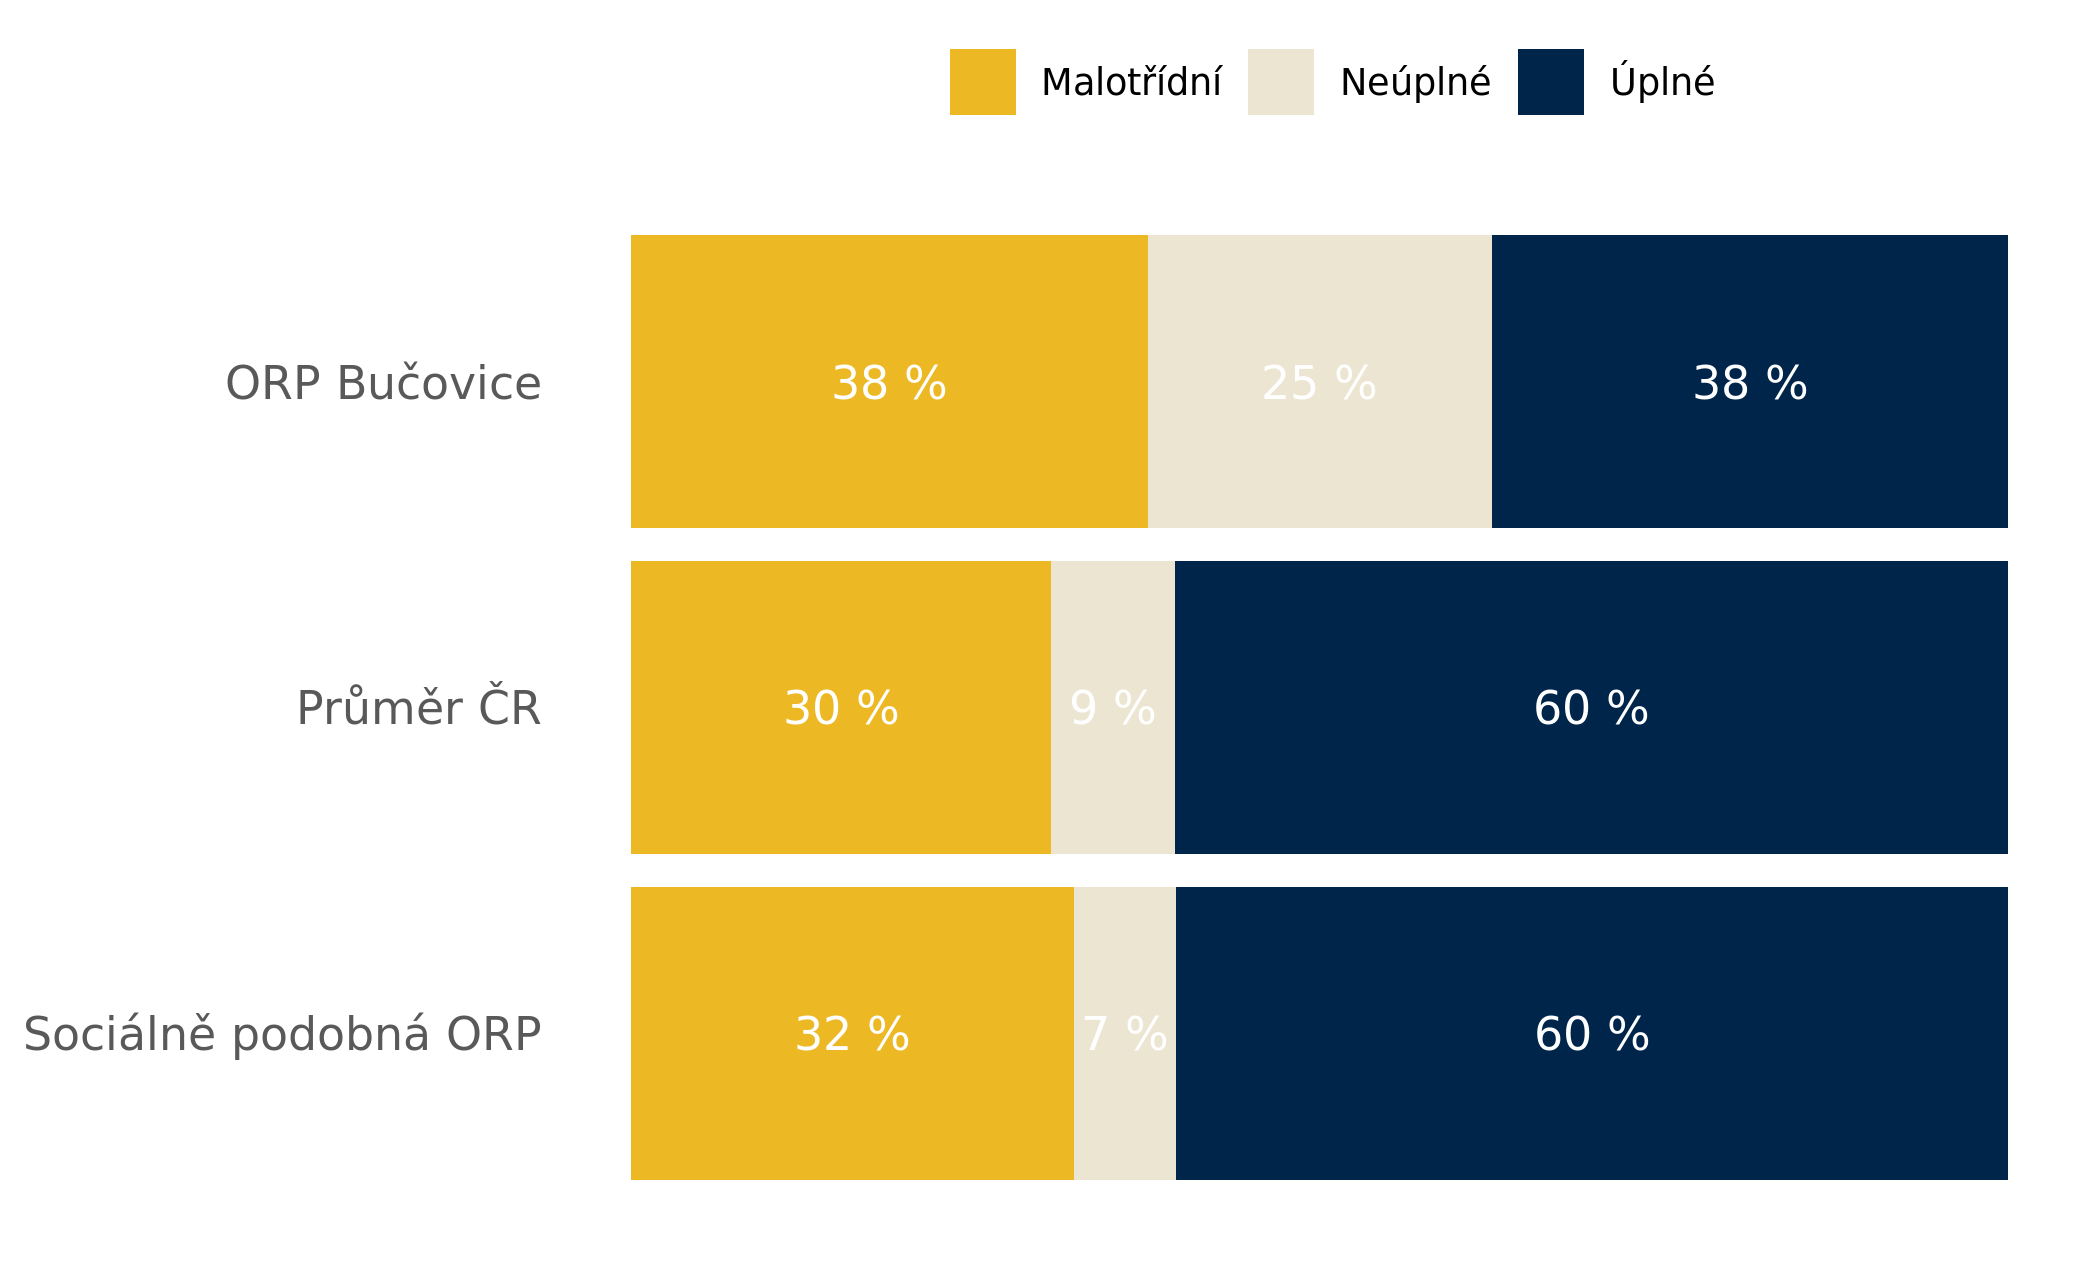 Malotřídní Neúplné Úplné
ORP Bučovice 38 % 25 % 38 %
Průměr ČR 30 % 9 % 60 %
Sociálně podobná ORP 32 % 7 % 60 %